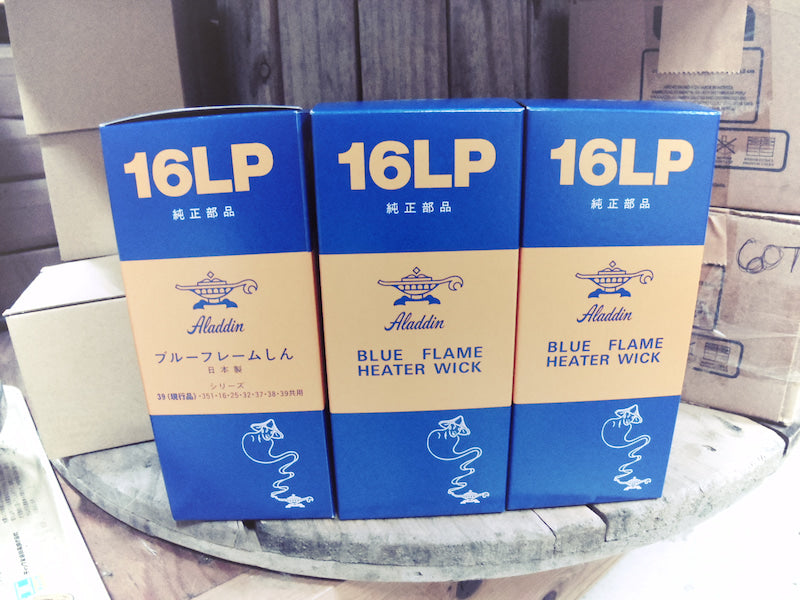 16LP
純正部品
Aladdin
ブルーフレームしん
日本製
シリーズ
39(現行品)・351・16・25・32・37・38・39共用
16LP
純正部品
Aladdin
BLUE FLAME
HEATER WICK
16LP
純正部品
Aladdin
BLUE FLAME
HEATER WICK
60T